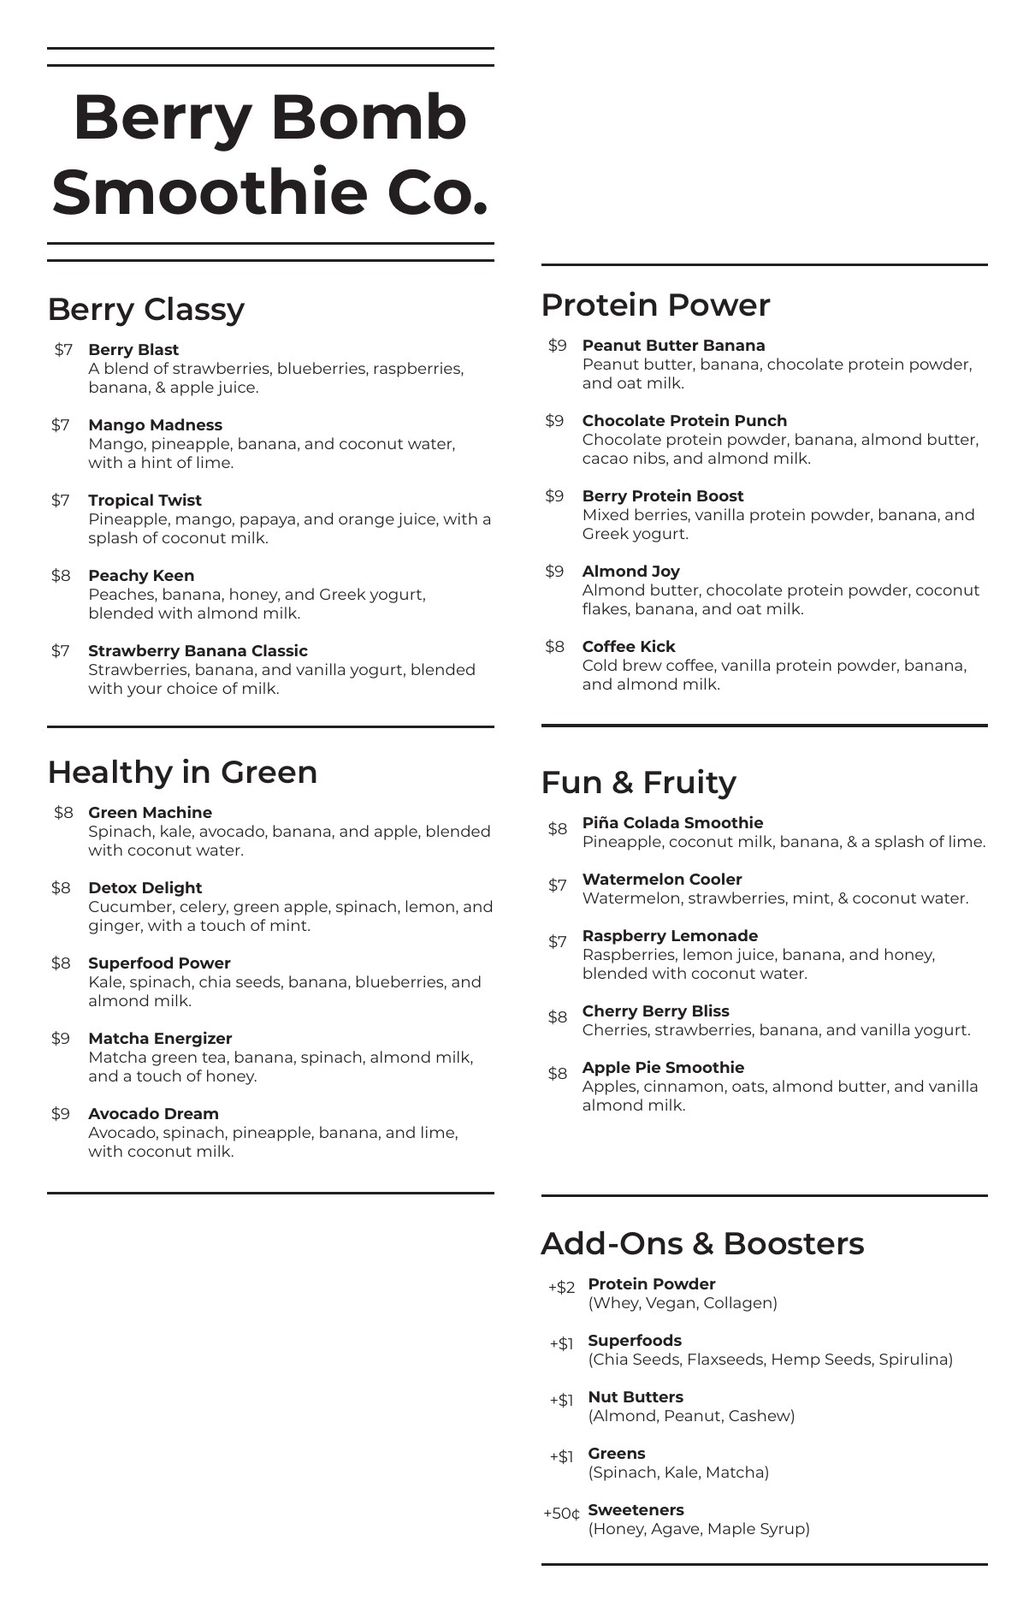 Berry Bomb
Smoothie Co.
Berry Classy
$7 Berry Blast
A blend of strawberries, blueberries, raspberries,
banana, & apple juice.
$7 Mango Madness
Mango, pineapple, banana, and coconut water,
with a hint of lime.
$7 Tropical Twist
Pineapple, mango, papaya, and orange juice, with a
splash of coconut milk.
$8 Peachy Keen
Peaches, banana, honey, and Greek yogurt,
blended with almond milk.
$7 Strawberry Banana Classic
Strawberries, banana, and vanilla yogurt, blended
with your choice of milk.
Healthy in Green
$8 Green Machine
Spinach, kale, avocado, banana, and apple, blended
with coconut water.
$8 Detox Delight
Cucumber, celery, green apple, spinach, lemon, and
ginger, with a touch of mint.
$8 Superfood Power
Kale, spinach, chia seeds, banana, blueberries, and
almond milk.
$9 Matcha Energizer
Matcha green tea, banana, spinach, almond milk,
and a touch of honey.
$9 Avocado Dream
Avocado, spinach, pineapple, banana, and lime,
with coconut milk.
Protein Power
$9 Peanut Butter Banana
Peanut butter, banana, chocolate protein powder,
and oat milk.
$9 Chocolate Protein Punch
Chocolate protein powder, banana, almond butter,
cacao nibs, and almond milk.
$9 Berry Protein Boost
Mixed berries, vanilla protein powder, banana, and
Greek yogurt.
$9 Almond Joy
Almond butter, chocolate protein powder, coconut
flakes, banana, and oat milk.
$8 Coffee Kick
Cold brew coffee, vanilla protein powder, banana,
and almond milk.
Fun & Fruity
$8 Piña Colada Smoothie
Pineapple, coconut milk, banana, & a splash of lime.
$7 Watermelon Cooler
Watermelon, strawberries, mint, & coconut water.
$7 Raspberry Lemonade
Raspberries, lemon juice, banana, and honey,
blended with coconut water.
$8 Cherry Berry Bliss
Cherries, strawberries, banana, and vanilla yogurt.
$8 Apple Pie Smoothie
Apples, cinnamon, oats, almond butter, and vanilla
almond milk.
Add-Ons & Boosters
+$2 Protein Powder
(Whey, Vegan, Collagen)
+$1 Superfoods
(Chia Seeds, Flaxseeds, Hemp Seeds, Spirulina)
+$1 Nut Butters
(Almond, Peanut, Cashew)
+$1 Greens
(Spinach, Kale, Matcha)
+50¢ Sweeteners
(Honey, Agave, Maple Syrup)